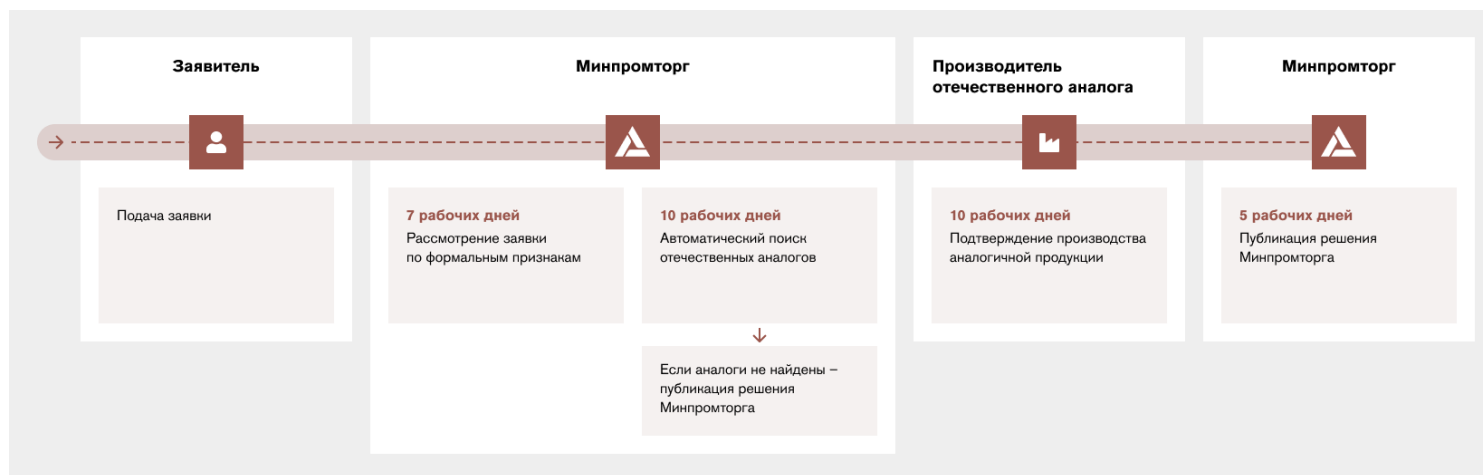 Заявитель
Подача заявки
Минпромторг
7 рабочих дней
Рассмотрение заявки
по формальным признакам
10 рабочих дней
Автоматический поиск
отечественных аналогов
Если аналоги не найдены –
публикация решения
Минпромторга
Производитель
отечественного аналога
10 рабочих дней
Подтверждение производства
аналогичной продукции
Минпромторг
5 рабочих дней
Публикация решения
Минпромторга